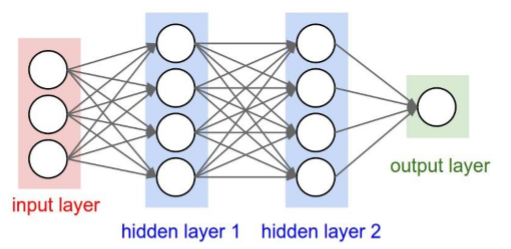 input layer
hidden layer 1
hidden layer 2
output layer